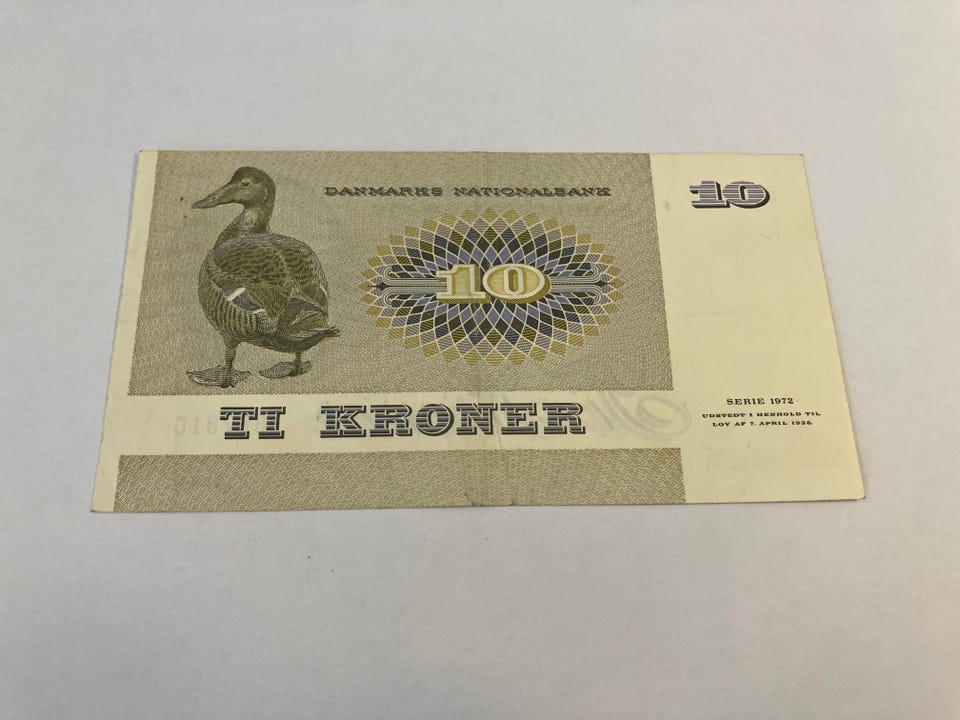 DANMARKS NATIONALBANK
10
10
TI KRONER
SERIE 1972
UDSTEDT I HENHOLD TIL
LOV AF 7. APRIL 1936